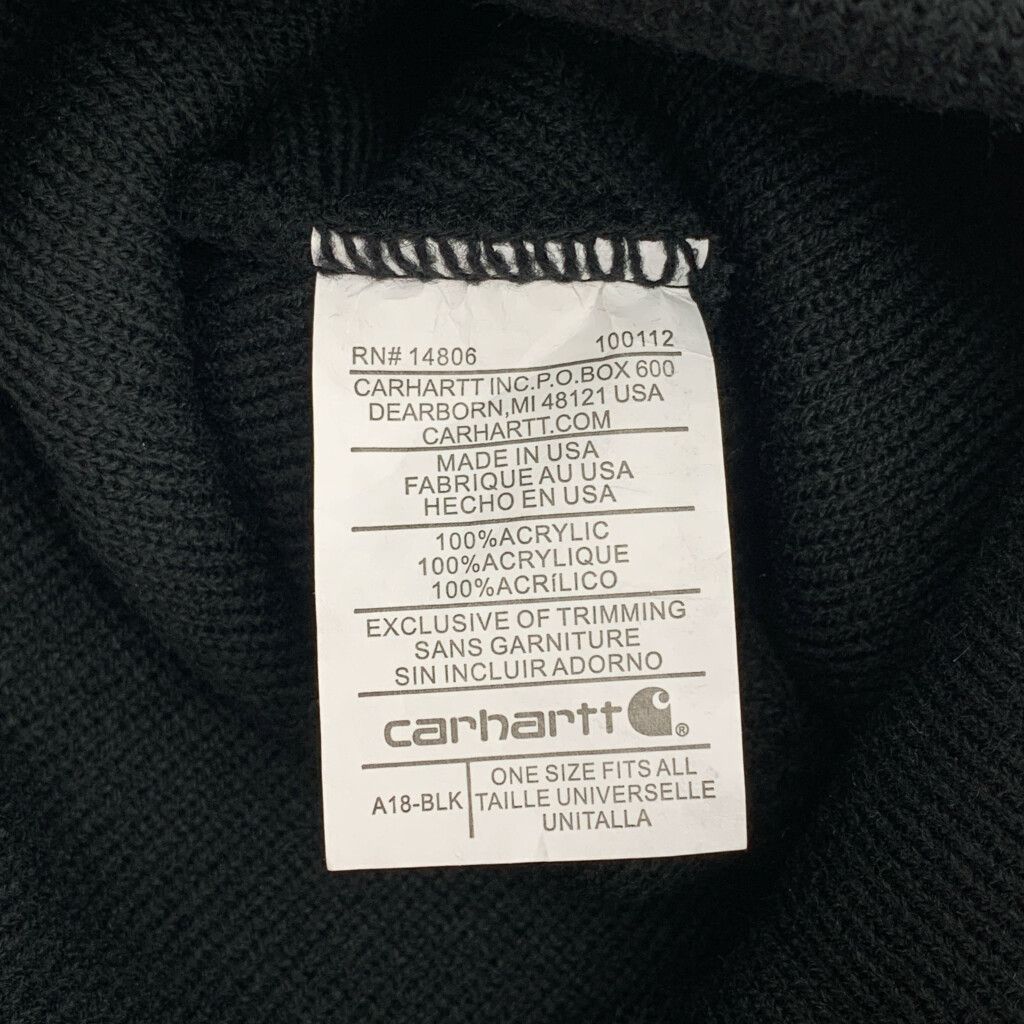 RN# 14806 100112
CARHARTT INC.P.O.BOX 600
DEARBORN,MI 48121 USA
CARHARTT.COM
MADE IN USA
FABRIQUE AU USA
HECHO EN USA
100%ACRYLIC
100%ACRYLIQUE
100%ACRíLICO
EXCLUSIVE OF TRIMMING
SANS GARNITURE
SIN INCLUIR ADORNO
carhartt ®
A18-BLK
ONE SIZE FITS ALL
TAILLE UNIVERSELLE
UNITALLA